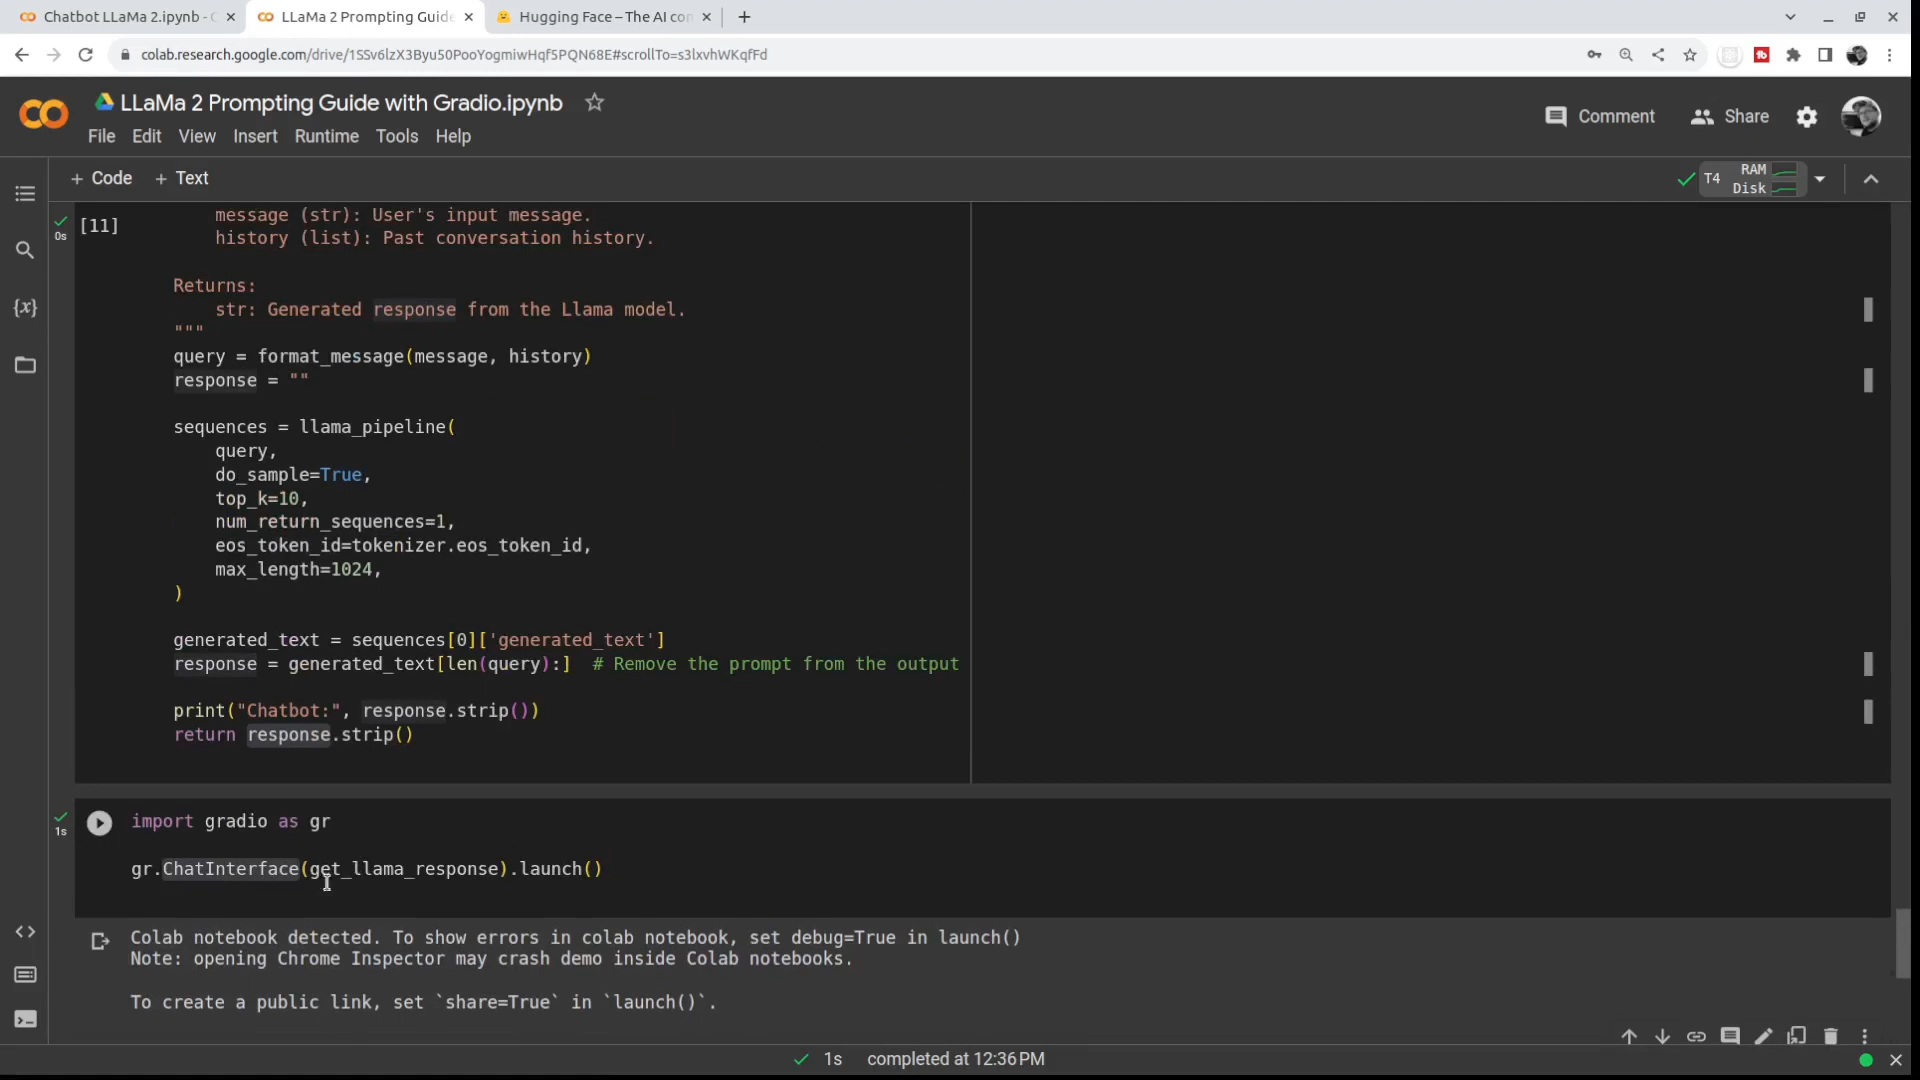 Chatbot LLaMa 2.ipynb - C
LLaMa 2 Prompting Guide
Hugging Face – The AI con
colab.research.google.com/drive/1SSv6lzX3Byu50PooYogmiwHqf5PQN68E#scrollTo=s3lxvhWKqfFd
LLaMa 2 Prompting Guide with Gradio.ipynb
File Edit View Insert Runtime Tools Help
Comment
Share
+ Code + Text
T4
RAM
Disk
0s
[11]
message (str): User's input message.
history (list): Past conversation history.
Returns:
str: Generated response from the Llama model.
"""
query = format_message(message, history)
response = ""
sequences = llama_pipeline(
query,
do_sample=True,
top_k=10,
num_return_sequences=1,
eos_token_id=tokenizer.eos_token_id,
max_length=1024,
)
generated_text = sequences[0]['generated_text']
response = generated_text[len(query):]  # Remove the prompt from the output
print("Chatbot:", response.strip())
return response.strip()
1s
import gradio as gr
gr.ChatInterface(get_llama_response).launch()
Colab notebook detected. To show errors in colab notebook, set debug=True in launch()
Note: opening Chrome Inspector may crash demo inside Colab notebooks.
To create a public link, set `share=True` in `launch()`.
1s completed at 12:36 PM